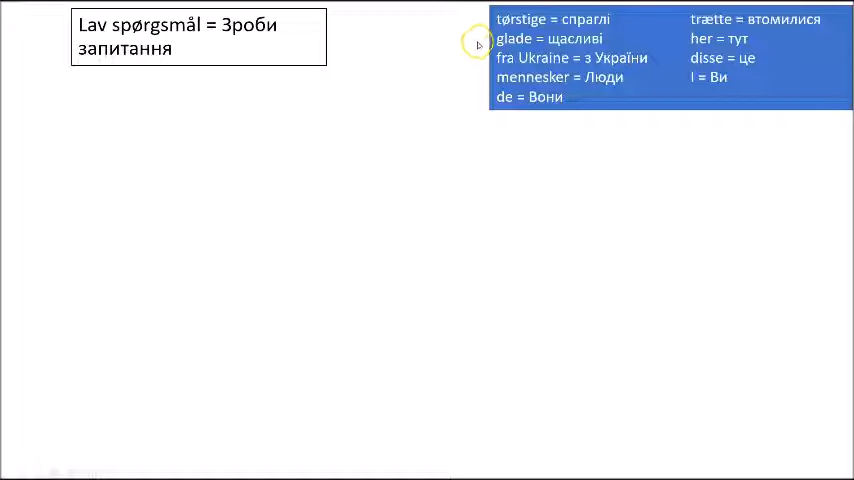 Lav spørgsmål = Зроби
запитання
tørstige = спраглі
glade = щасливі
fra Ukraine = з України
mennesker = Люди
de = Вони
trætte = втомилися
her = тут
disse = це
I = Ви